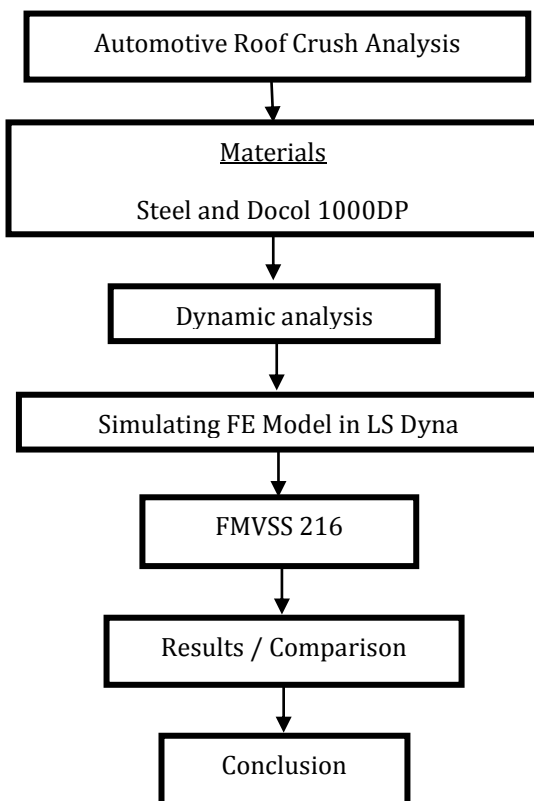 Automotive Roof Crush Analysis
Materials
Steel and Docol 1000DP
Dynamic analysis
Simulating FE Model in LS Dyna
FMVSS 216
Results / Comparison
Conclusion